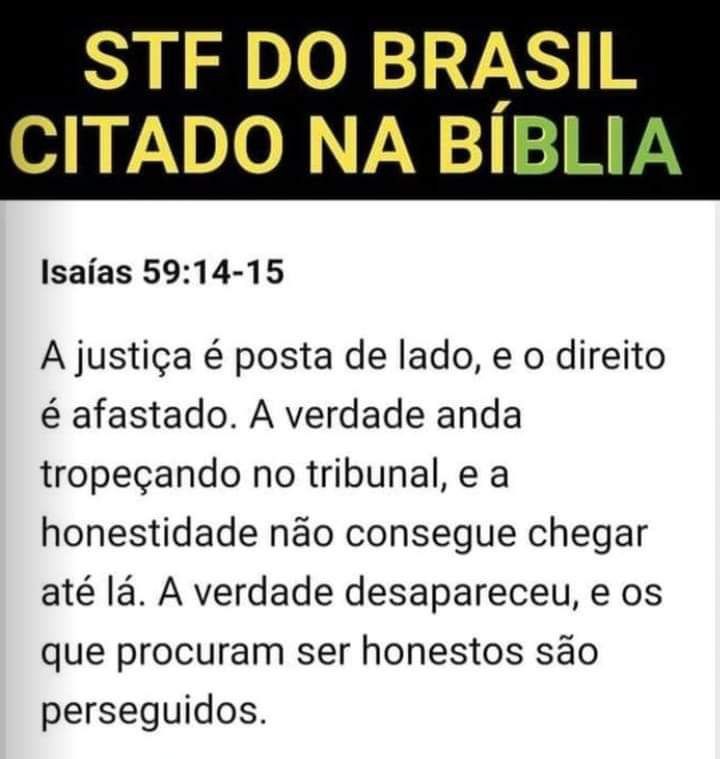 STF DO BRASIL
CITADO NA BÍBLIA
Isaías 59:14-15
A justiça é posta de lado, e o direito
é afastado. A verdade anda
tropeçando no tribunal, e a
honestidade não consegue chegar
até lá. A verdade desapareceu, e os
que procuram ser honestos são
perseguidos.